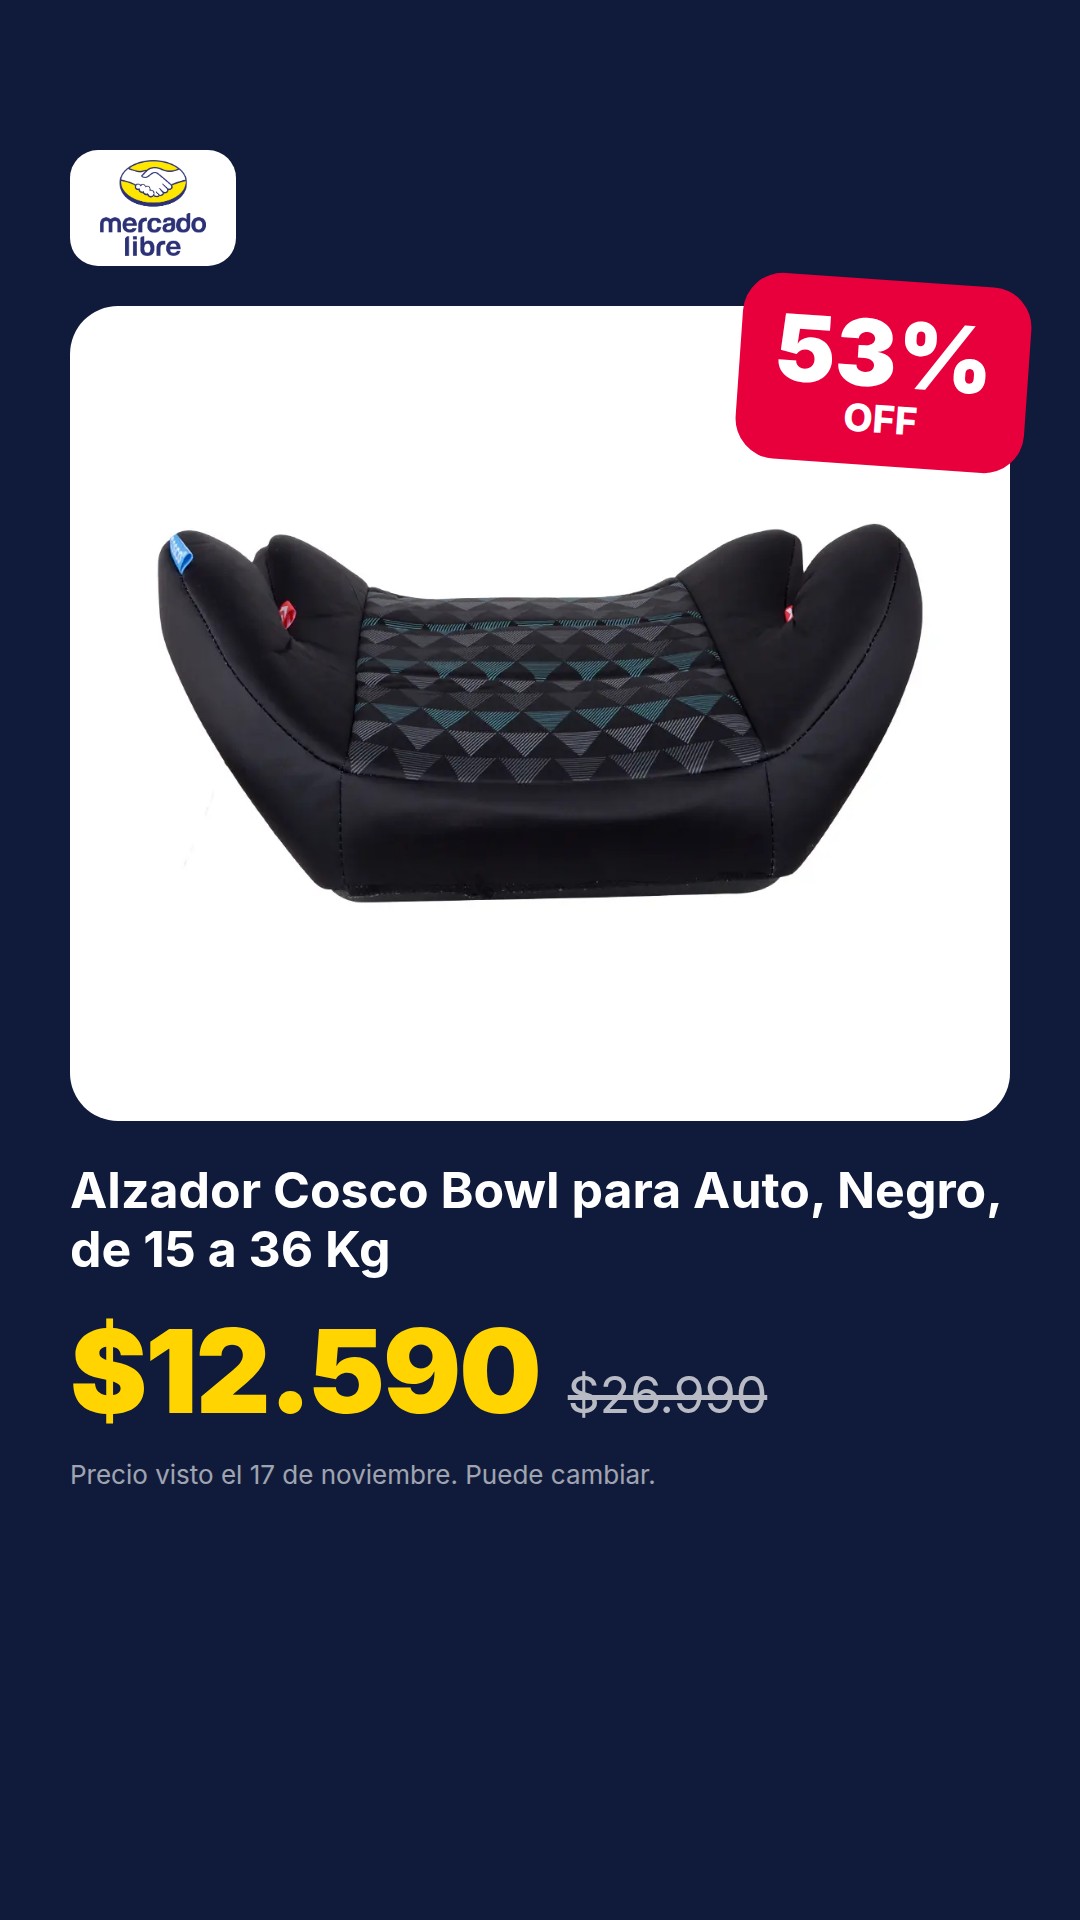 mercado
libre
53%
OFF
Alzador Cosco Bowl para Auto, Negro,
de 15 a 36 Kg
$12.590 $26.990
Precio visto el 17 de noviembre. Puede cambiar.